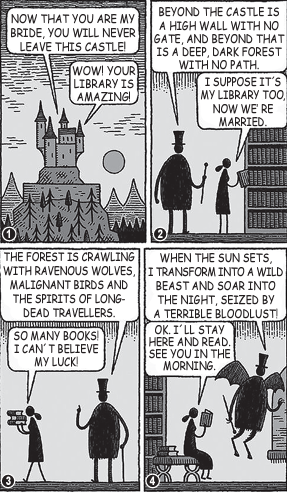 NOW THAT YOU ARE MY
BRIDE, YOU WILL NEVER
LEAVE THIS CASTLE!
WOW! YOUR
LIBRARY IS
AMAZING!
1
BEYOND THE CASTLE IS
A HIGH WALL WITH NO
GATE, AND BEYOND THAT
IS A DEEP, DARK FOREST
WITH NO PATH.
I SUPPOSE IT'S
MY LIBRARY TOO,
NOW WE'RE
MARRIED.
2
THE FOREST IS CRAWLING
WITH RAVENOUS WOLVES,
MALIGNANT BIRDS AND
THE SPIRITS OF LONG-
DEAD TRAVELLERS.
SO MANY BOOKS!
I CAN'T BELIEVE
MY LUCK!
3
WHEN THE SUN SETS,
I TRANSFORM INTO A WILD
BEAST AND SOAR INTO
THE NIGHT, SEIZED BY
A TERRIBLE BLOODLUST!
OK. I'LL STAY
HERE AND READ.
SEE YOU IN THE
MORNING.
4